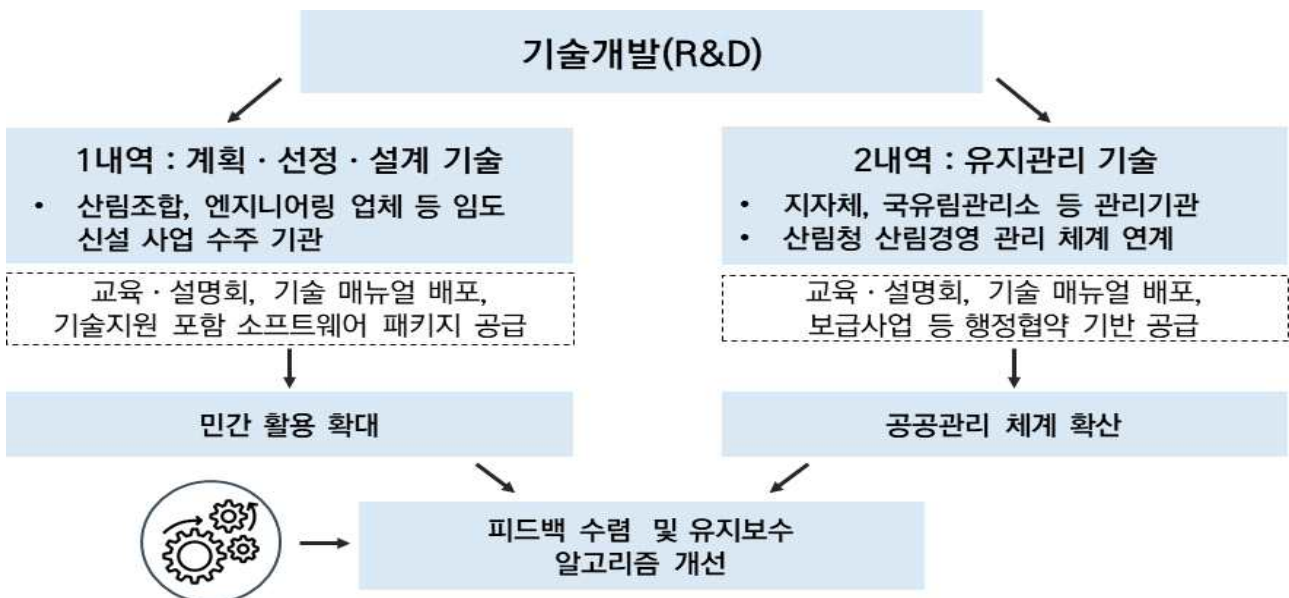 기술개발(R&D)
1내역 : 계획 · 선정 · 설계 기술
• 산림조합, 엔지니어링 업체 등 임도
신설 사업 수주 기관
교육 · 설명회, 기술 매뉴얼 배포,
기술지원 포함 소프트웨어 패키지 공급
민간 활용 확대
2내역 : 유지관리 기술
• 지자체, 국유림관리소 등 관리기관
• 산림청 산림경영 관리 체계 연계
교육 · 설명회, 기술 매뉴얼 배포,
보급사업 등 행정협약 기반 공급
공공관리 체계 확산
피드백 수렴 및 유지보수
알고리즘 개선